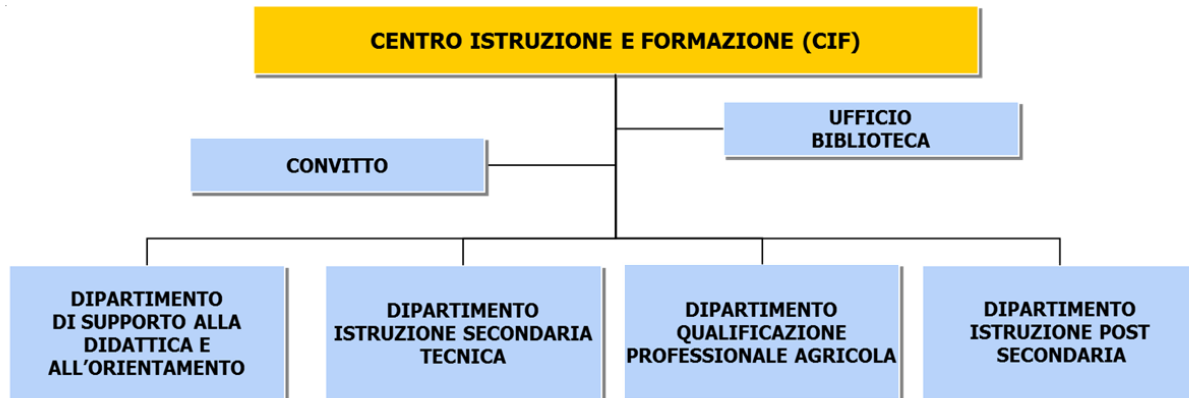 CENTRO ISTRUZIONE E FORMAZIONE (CIF)
UFFICIO
BIBLIOTECA
CONVITTO
DIPARTIMENTO
DI SUPPORTO ALLA
DIDATTICA E
ALL’ORIENTAMENTO
DIPARTIMENTO
ISTRUZIONE SECONDARIA
TECNICA
DIPARTIMENTO
QUALIFICAZIONE
PROFESSIONALE AGRICOLA
DIPARTIMENTO
ISTRUZIONE POST
SECONDARIA